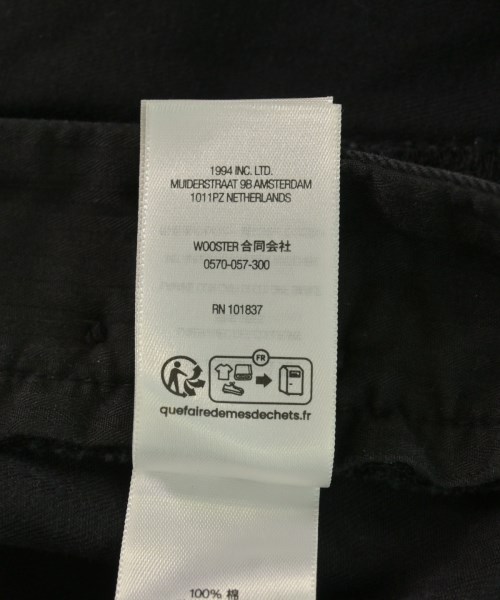 1994 INC. LTD.
MUIDERSTRAAT 9B AMSTERDAM
1011PZ NETHERLANDS
WOOSTER 合同会社
0570-057-300
RN 101837
FR
quefairedemesdechets.fr
100% 棉